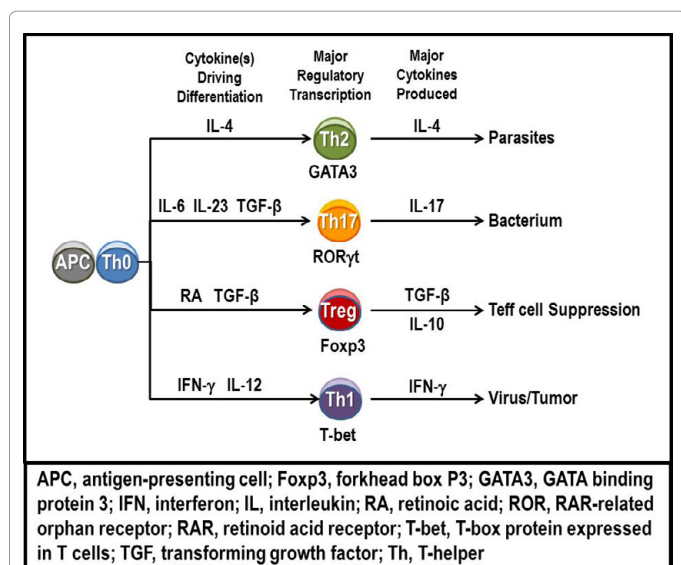 Cytokine(s) Driving Differentiation
Major Regulatory Transcription
Major Cytokines Produced
IL-4
Th2
IL-4
Parasites
GATA3
IL-6 IL-23 TGF-β
Th17
IL-17
Bacterium
RORγt
APC
Th0
RA TGF-β
Treg
TGF-β
IL-10
Teff cell Suppression
Foxp3
IFN-γ IL-12
Th1
IFN-γ
Virus/Tumor
T-bet
APC, antigen-presenting cell; Foxp3, forkhead box P3; GATA3, GATA binding
protein 3; IFN, interferon; IL, interleukin; RA, retinoic acid; ROR, RAR-related
orphan receptor; RAR, retinoid acid receptor; T-bet, T-box protein expressed
in T cells; TGF, transforming growth factor; Th, T-helper